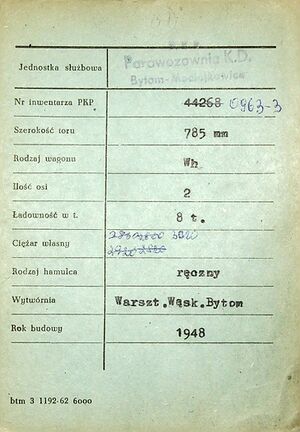 P.K.P.
Jednostka służbowa Parowozownia K.D.
Bytom-Maciejkowice
Nr inwentarza PKP 44268 0963-3
Szerokość toru 785 mm
Rodzaj wagonu Wh
Ilość osi 2
Ładowność w t. 8 t.
Ciężar własny
Rodzaj hamulca ręczny
Wytwórnia Warszt.Wąsk.Bytom
Rok budowy 1948
btm 3 1192-62 6000